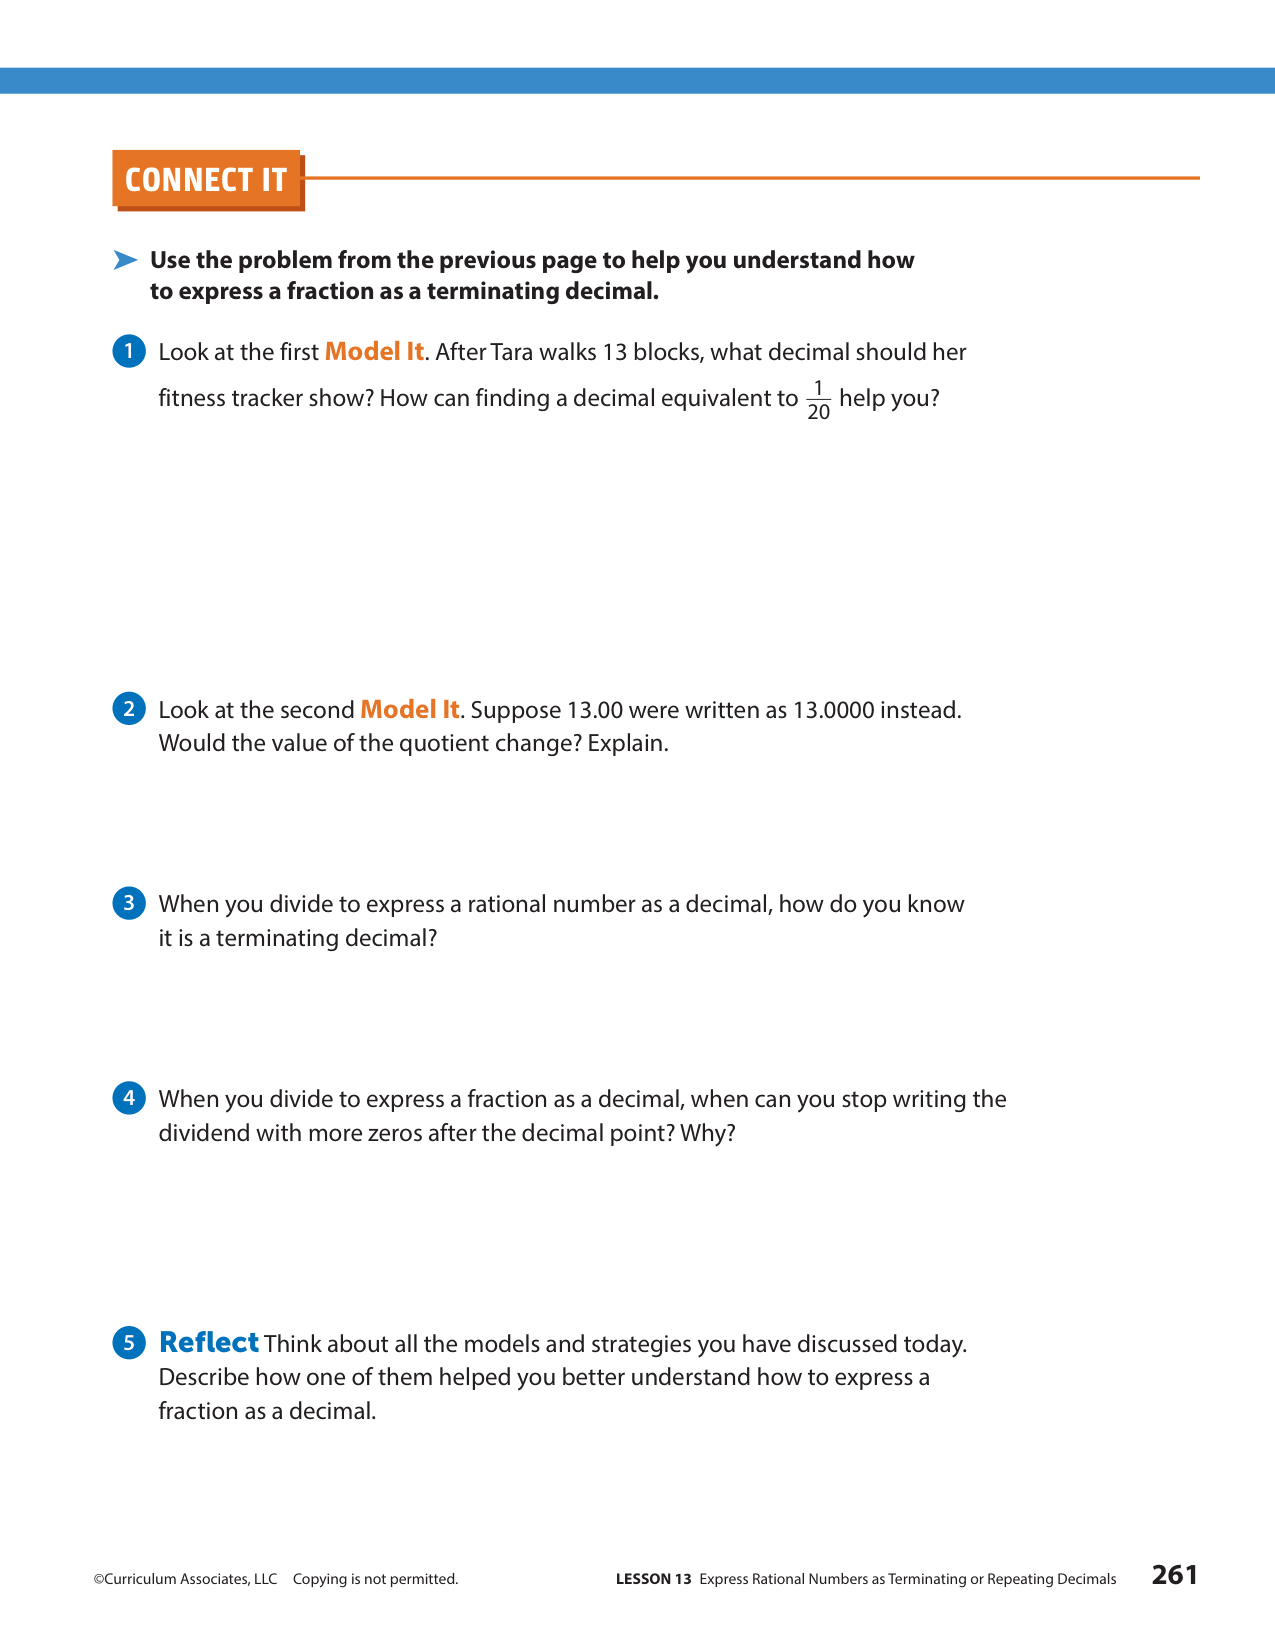 CONNECT IT
➤ Use the problem from the previous page to help you understand how
to express a fraction as a terminating decimal.
1 Look at the first Model It. After Tara walks 13 blocks, what decimal should her
fitness tracker show? How can finding a decimal equivalent to 1/20 help you?
2 Look at the second Model It. Suppose 13.00 were written as 13.0000 instead.
Would the value of the quotient change? Explain.
3 When you divide to express a rational number as a decimal, how do you know
it is a terminating decimal?
4 When you divide to express a fraction as a decimal, when can you stop writing the
dividend with more zeros after the decimal point? Why?
5 Reflect Think about all the models and strategies you have discussed today.
Describe how one of them helped you better understand how to express a
fraction as a decimal.
©Curriculum Associates, LLC Copying is not permitted. LESSON 13 Express Rational Numbers as Terminating or Repeating Decimals 261